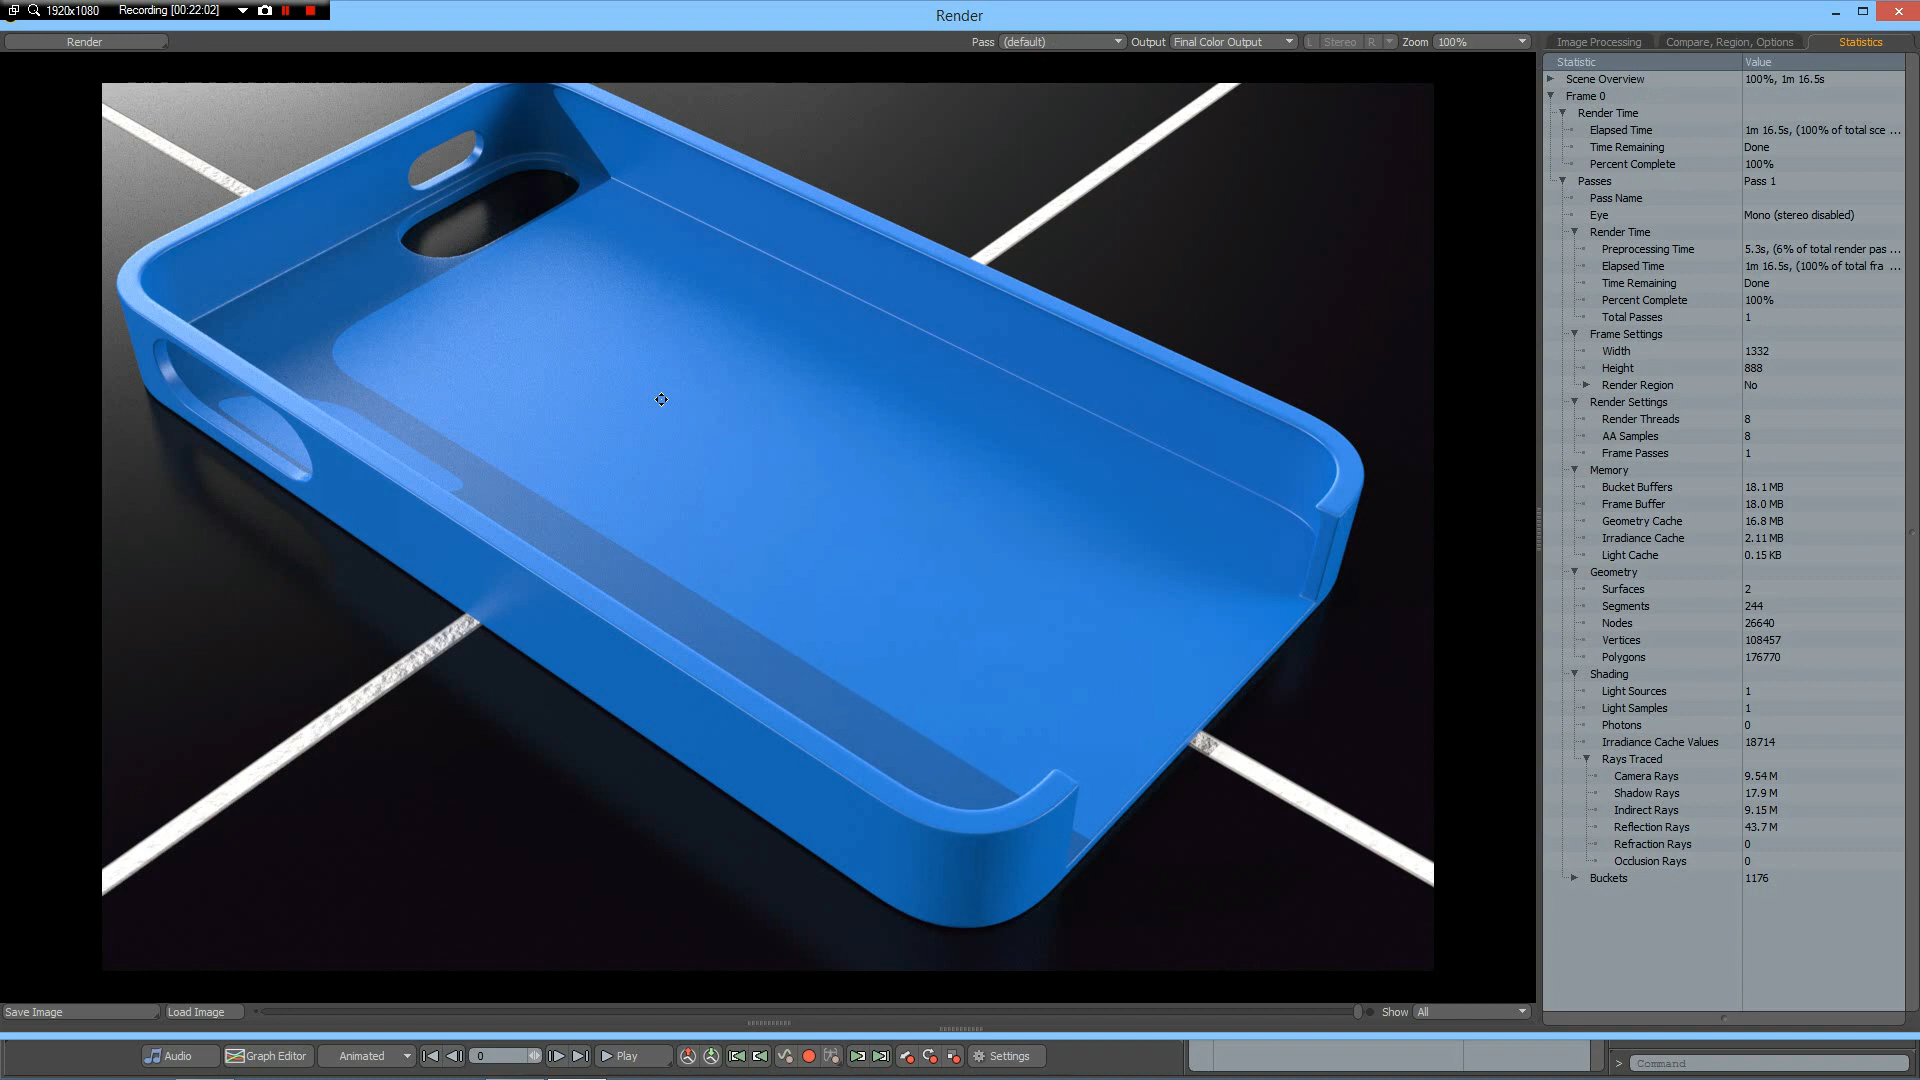 1920x1080 Recording [00:22:02]
Render
Render Pass (default) Output Final Color Output L Stereo R Zoom 100% Image Processing Compare, Region, Options Statistics
Statistic Value
Scene Overview 100%, 1m 16.5s
Frame 0
Render Time
Elapsed Time 1m 16.5s, (100% of total sce ...
Time Remaining Done
Percent Complete 100%
Passes Pass 1
Pass Name
Eye Mono (stereo disabled)
Render Time
Preprocessing Time 5.3s, (6% of total render pas ...
Elapsed Time 1m 16.5s, (100% of total fra ...
Time Remaining Done
Percent Complete 100%
Total Passes 1
Frame Settings
Width 1332
Height 888
Render Region No
Render Settings
Render Threads 8
AA Samples 8
Frame Passes 1
Memory
Bucket Buffers 18.1 MB
Frame Buffer 18.0 MB
Geometry Cache 16.8 MB
Irradiance Cache 2.11 MB
Light Cache 0.15 KB
Geometry
Surfaces 2
Segments 244
Nodes 26640
Vertices 108457
Polygons 176770
Shading
Light Sources 1
Light Samples 1
Photons 0
Irradiance Cache Values 18714
Rays Traced
Camera Rays 9.54 M
Shadow Rays 17.9 M
Indirect Rays 9.15 M
Reflection Rays 43.7 M
Refraction Rays 0
Occlusion Rays 0
Buckets 1176
Save Image Load Image Show All
Audio Graph Editor Animated 0 Play Settings > Command